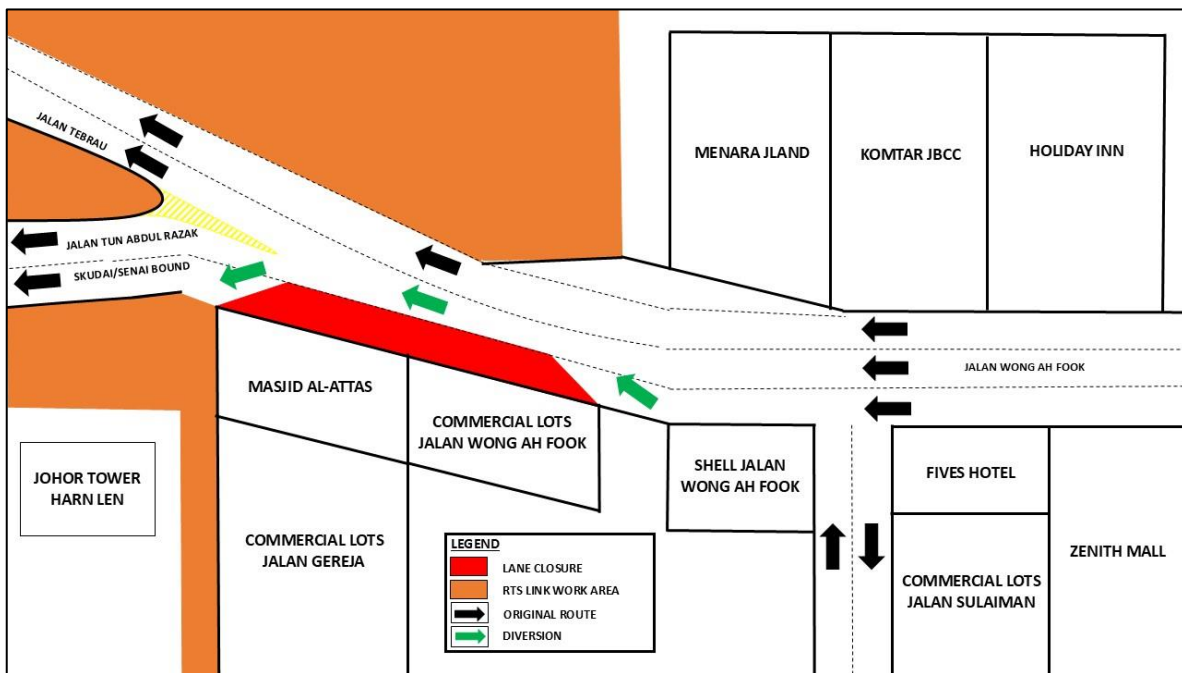 MENARA JLAND
KOMTAR JBCC
HOLIDAY INN
JALAN TEBRAU
JALAN TUN ABDUL RAZAK
SKUDAI/SENAI BOUND
JALAN WONG AH FOOK
MASJID AL-ATTAS
COMMERCIAL LOTS
JALAN WONG AH FOOK
SHELL JALAN
WONG AH FOOK
FIVES HOTEL
JOHOR TOWER
HARN LEN
COMMERCIAL LOTS
JALAN GEREJA
COMMERCIAL LOTS
JALAN SULAIMAN
ZENITH MALL
LEGEND
LANE CLOSURE
RTS LINK WORK AREA
ORIGINAL ROUTE
DIVERSION